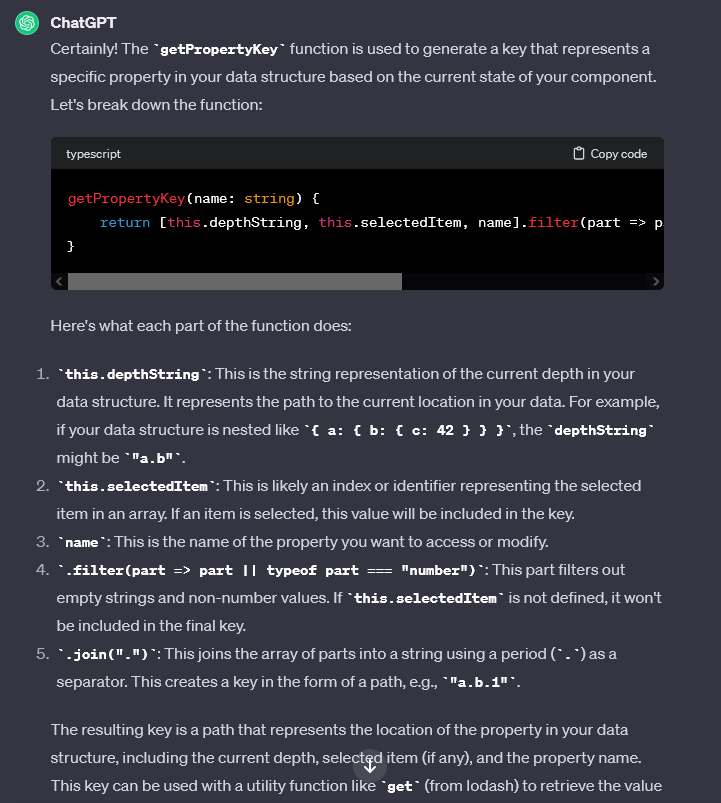 ChatGPT
Certainly! The `getPropertyKey` function is used to generate a key that represents a
specific property in your data structure based on the current state of your component.
Let's break down the function:
typescript Copy code
getPropertyKey(name: string) {
    return [this.depthString, this.selectedItem, name].filter(part => p
}
Here's what each part of the function does:
1. `this.depthString`: This is the string representation of the current depth in your
data structure. It represents the path to the current location in your data. For example,
if your data structure is nested like `{ a: { b: { c: 42 } } }`, the `depthString`
might be `"a.b"`.
2. `this.selectedItem`: This is likely an index or identifier representing the selected
item in an array. If an item is selected, this value will be included in the key.
3. `name`: This is the name of the property you want to access or modify.
4. `.filter(part => part || typeof part === "number")`: This part filters out
empty strings and non-number values. If `this.selectedItem` is not defined, it won't
be included in the final key.
5. `.join(".")`: This joins the array of parts into a string using a period (`.`) as a
separator. This creates a key in the form of a path, e.g., `"a.b.1"`.
The resulting key is a path that represents the location of the property in your data
structure, including the current depth, selected item (if any), and the property name.
This key can be used with a utility function like `get` (from lodash) to retrieve the value